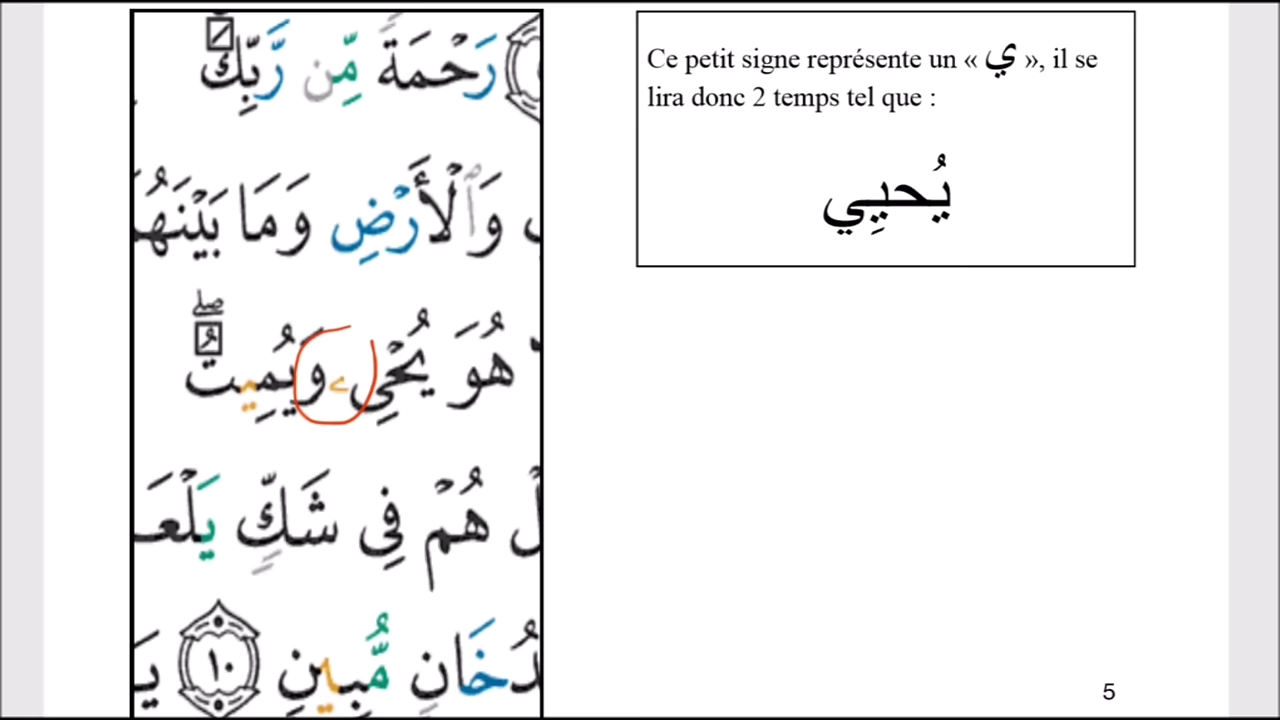 رَحْمَةً مِّن رَّبِّكَ
وَٱلْأَرْضِ وَمَا بَيْنَهُمَا
هُوَ يُحْيِۦ وَيُمِيتُ ۖ
هُمْ فِى شَكٍّ يَلْعَـ
دُخَانٍ مُّبِينٍ ١٠ يَـ
Ce petit signe représente un « ي », il se
lira donc 2 temps tel que :
يُحيِي
5